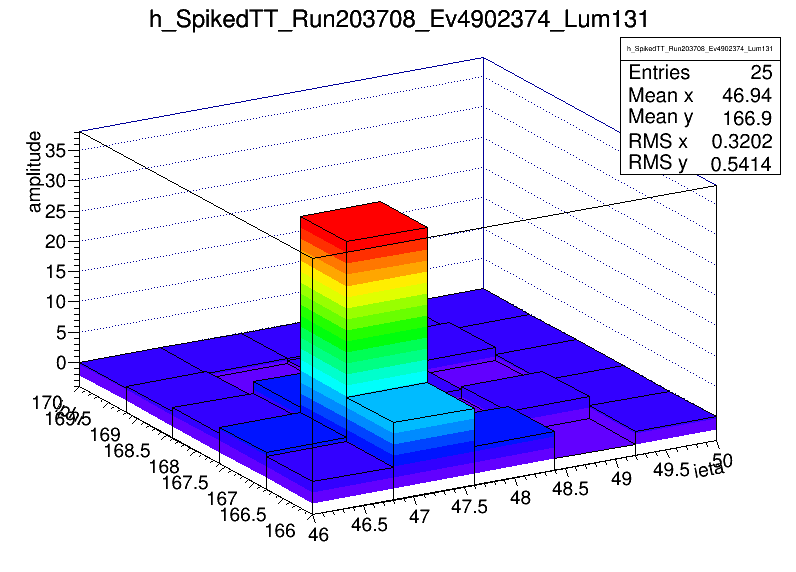 h_SpikedTT_Run203708_Ev4902374_Lum131
h_SpikedTT_Run203708_Ev4902374_Lum131
Entries 25
Mean x 46.94
Mean y 166.9
RMS x 0.3202
RMS y 0.5414
amplitude
35
30
25
20
15
10
5
0
170
169.5
169
168.5
168
167.5
167
166.5
166
46
46.5
47
47.5
48
48.5
49
49.5
50
ieta